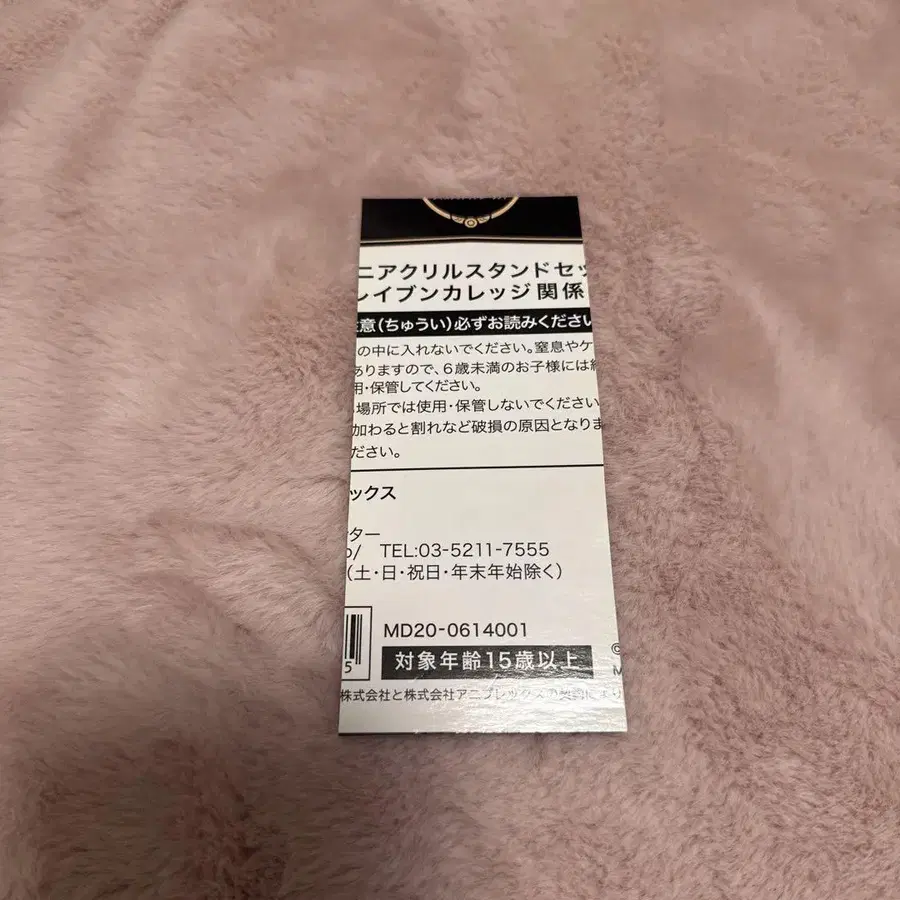 ニアクリルスタンドセッ
レイブンカレッジ関係
意(ちゅうい)必ずお読みください
の中に入れないでください。窒息やケ
ありますので、6歳未満のお子様には
用・保管してください。
場所では使用・保管しないでください
加わると割れなど破損の原因となりま
ださい。
ックス
ター
p/ TEL:03-5211-7555
(土・日・祝日・年末年始除く)
5
MD20-0614001
対象年齢15歳以上
©
M
株式会社と株式会社アニプレックスの契約により